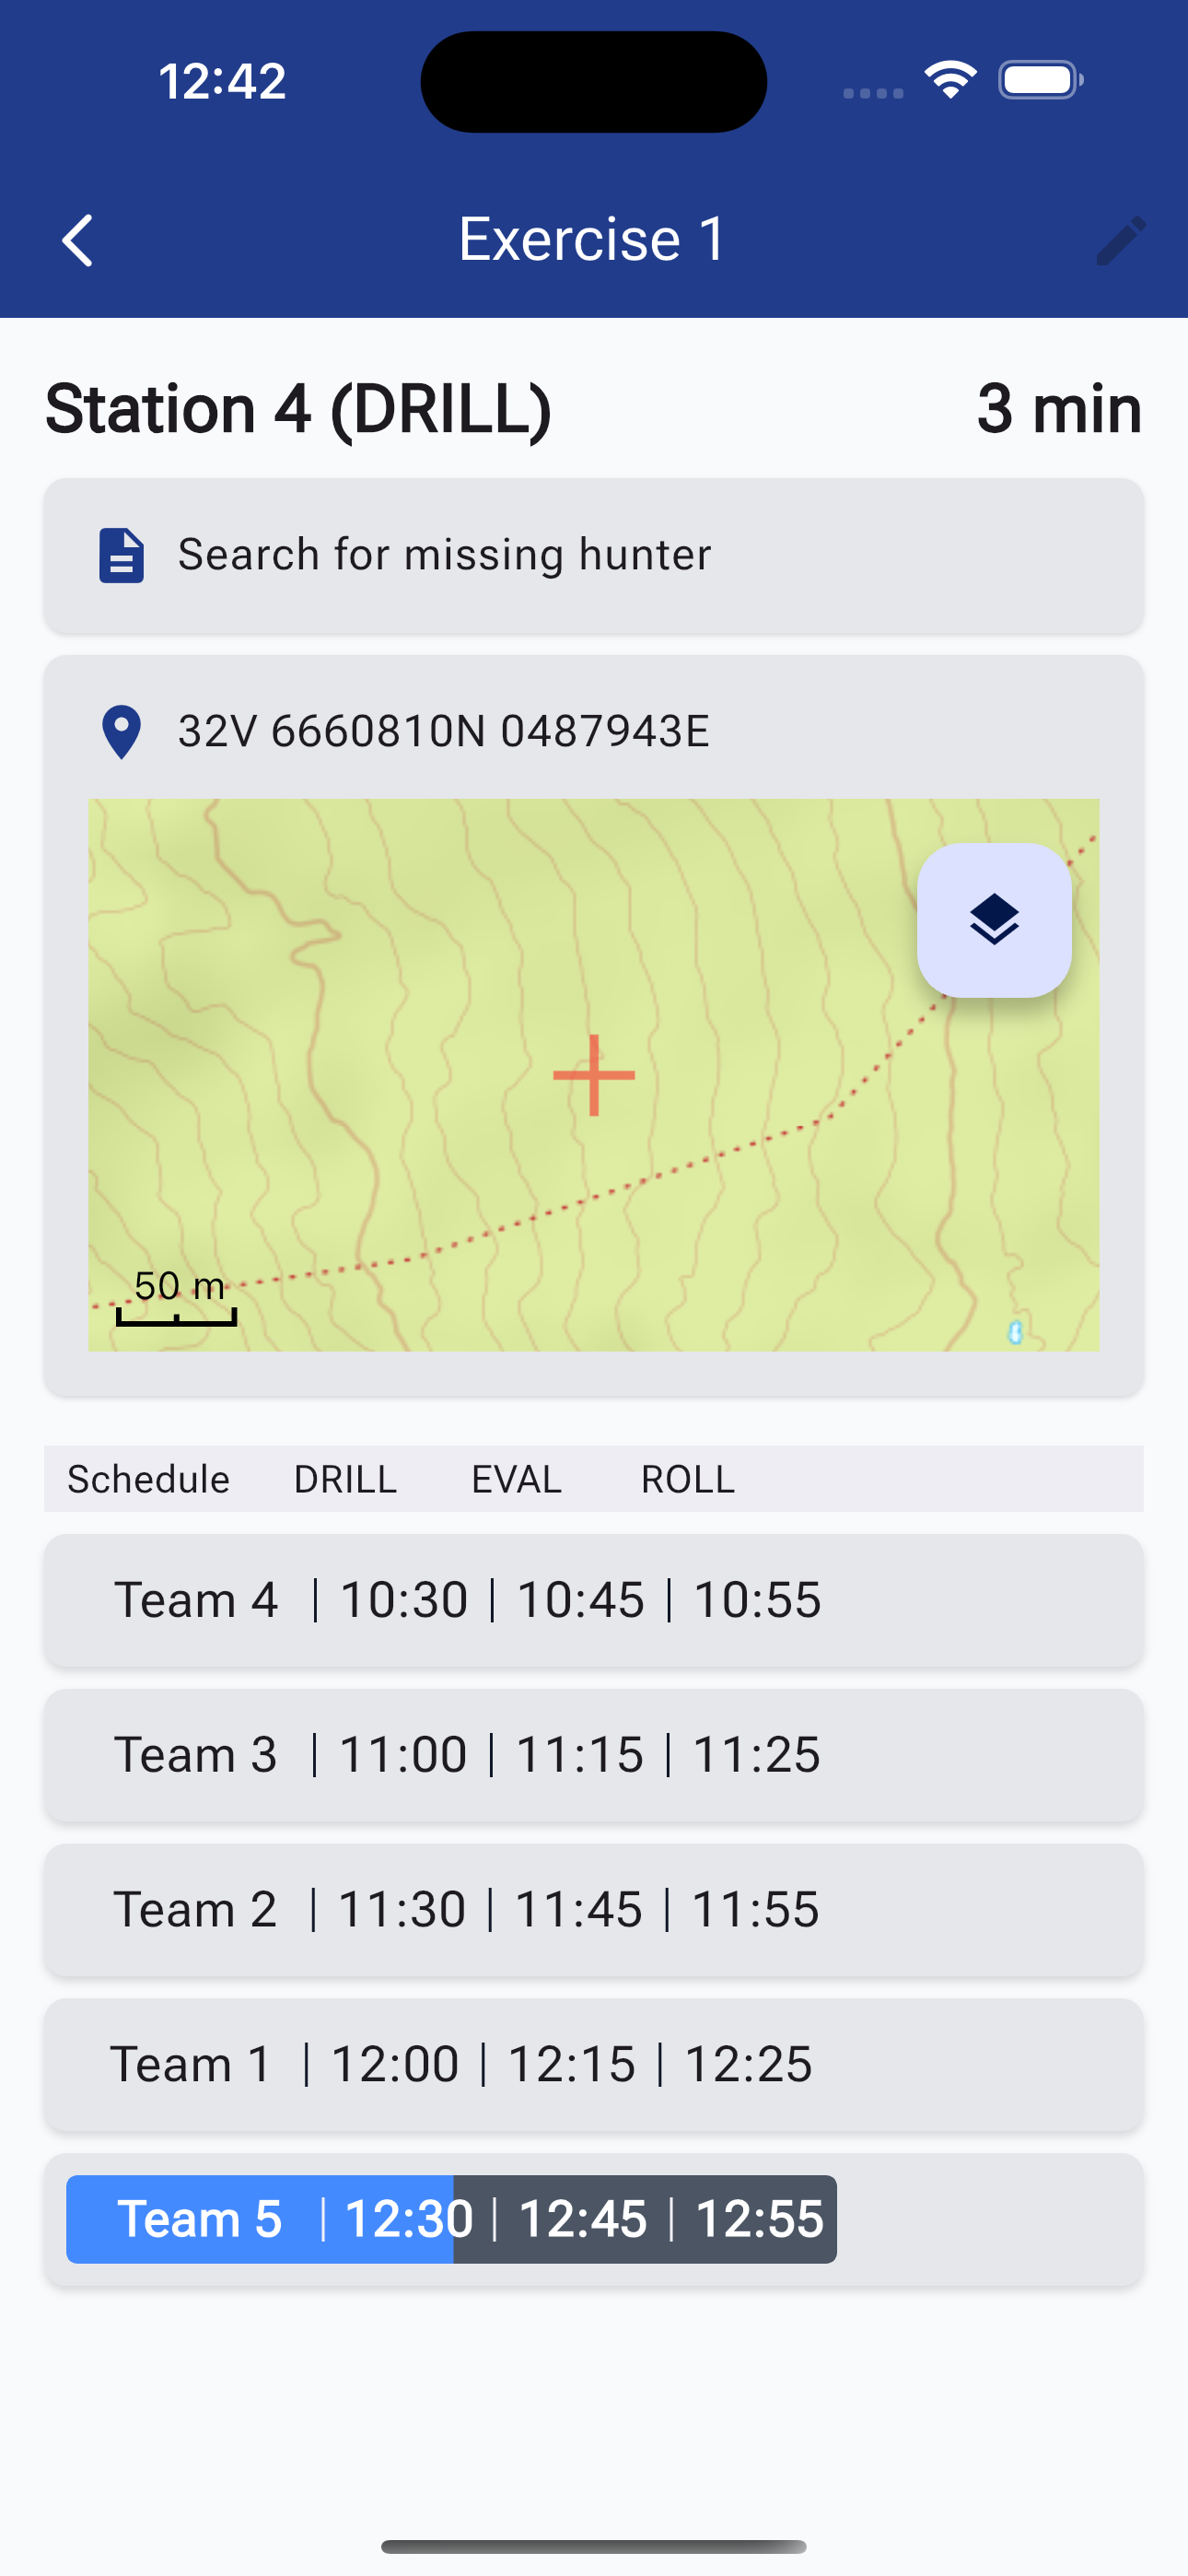 12:42
Exercise 1
Station 4 (DRILL) 3 min
Search for missing hunter
32V 6660810N 0487943E
50 m
Schedule DRILL EVAL ROLL
Team 4 | 10:30 | 10:45 | 10:55
Team 3 | 11:00 | 11:15 | 11:25
Team 2 | 11:30 | 11:45 | 11:55
Team 1 | 12:00 | 12:15 | 12:25
Team 5 | 12:30 | 12:45 | 12:55